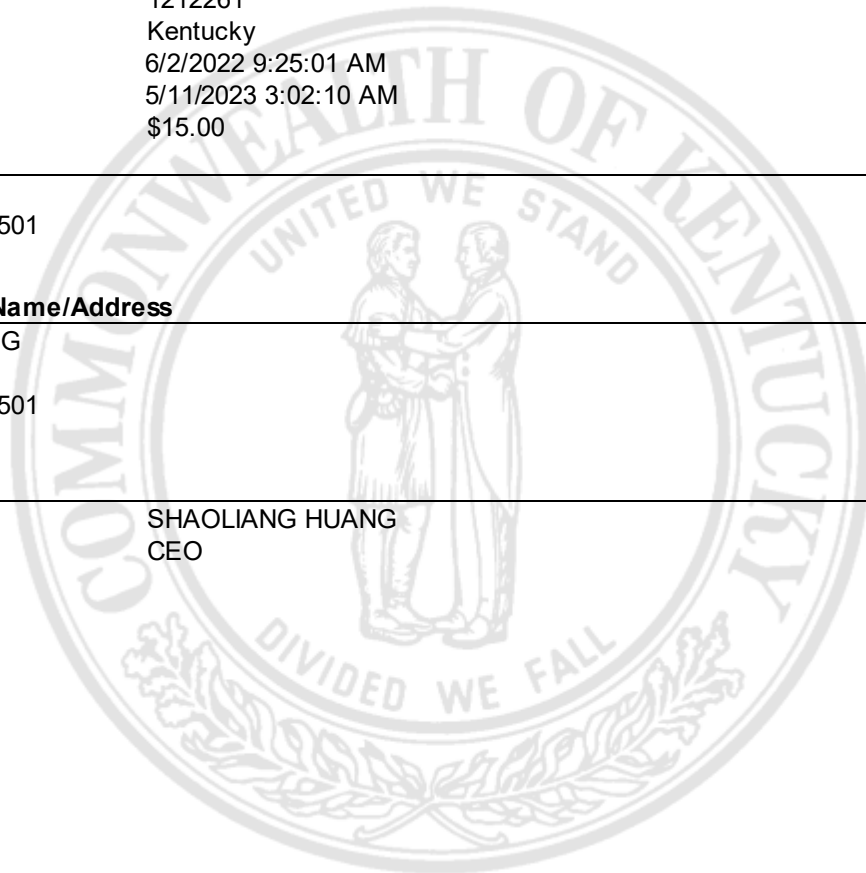 1212261
Kentucky
6/2/2022 9:25:01 AM
5/11/2023 3:02:10 AM
$15.00
501
Name/Address
G
501
SHAOLIANG HUANG
CEO
COMMONWEALTH OF KENTUCKY
UNITED WE STAND
DIVIDED WE FALL